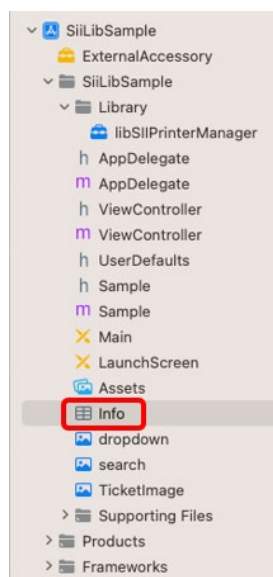 SiiLibSample
ExternalAccessory
SiiLibSample
Library
libSIIPrinterManager
h AppDelegate
m AppDelegate
h ViewController
m ViewController
h UserDefaults
h Sample
m Sample
Main
LaunchScreen
Assets
Info
dropdown
search
TicketImage
Supporting Files
Products
Frameworks